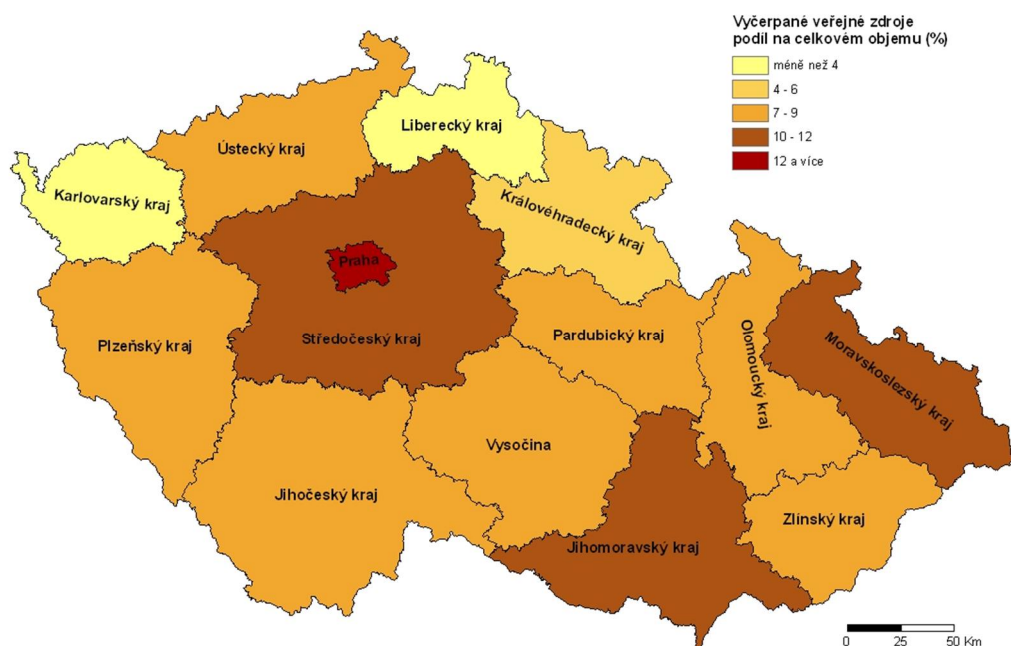 Vyčerpané veřejné zdroje
podíl na celkovém objemu (%)
méně než 4
4 - 6
7 - 9
10 - 12
12 a více
Liberecký kraj
Ústecký kraj
Karlovarský kraj
Královéhradecký kraj
Praha
Středočeský kraj
Plzeňský kraj
Pardubický kraj
Olomoucký kraj
Moravskoslezský kraj
Vysočina
Jihočeský kraj
Zlínský kraj
Jihomoravský kraj
0 25 50 Km